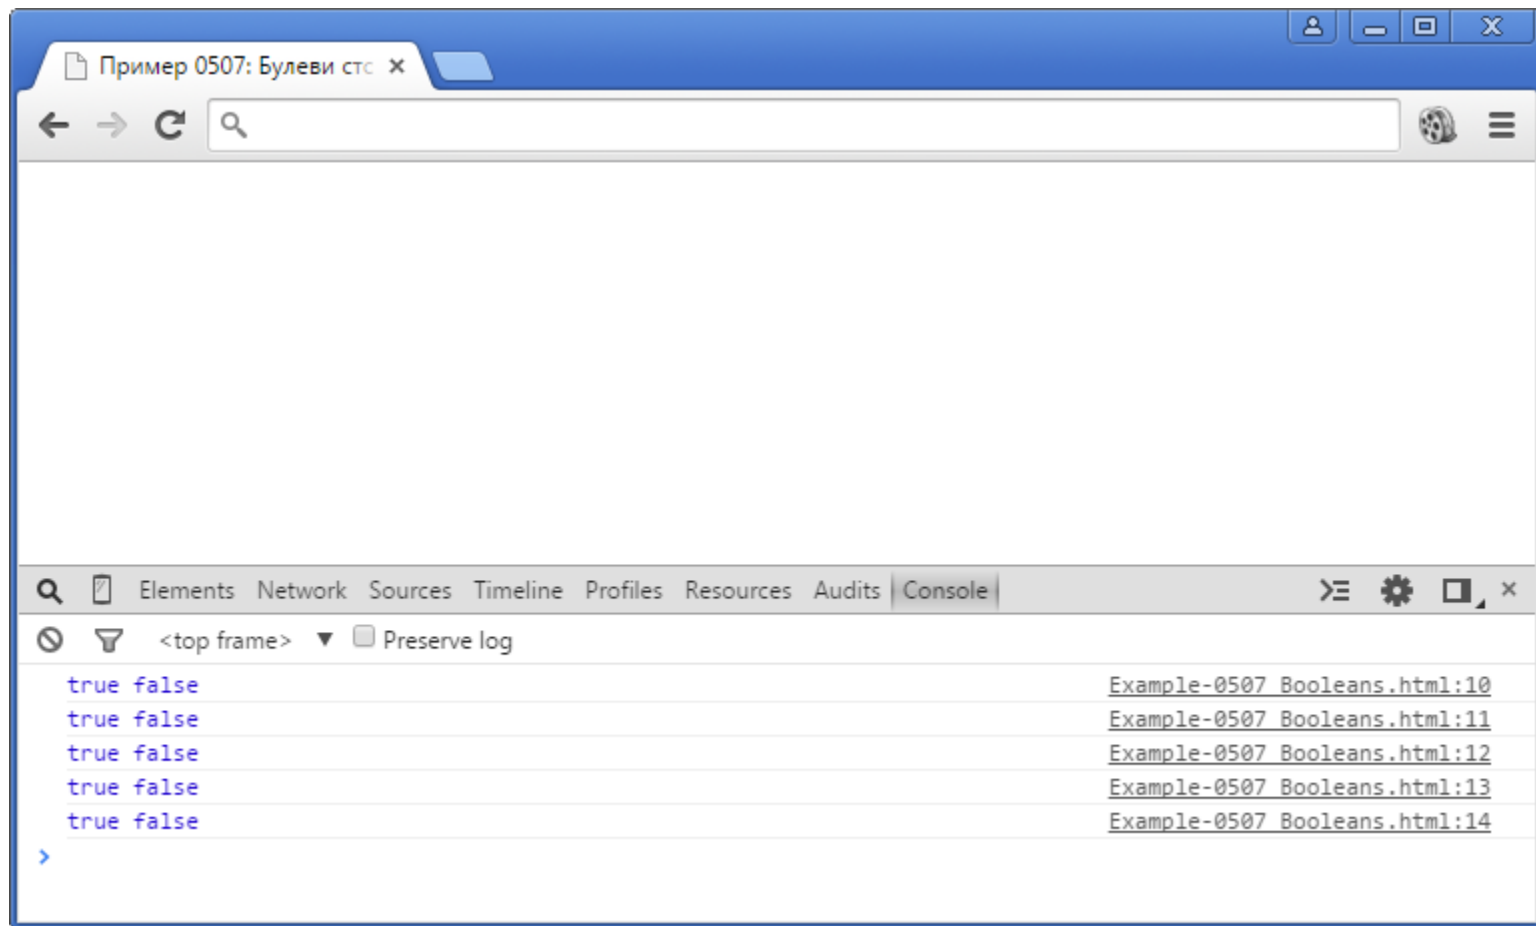 Пример 0507: Булеви
Elements Network Sources Timeline Profiles Resources Audits Console
<top frame> ▼ Preserve log
true false Example-0507 Booleans.html:10
true false Example-0507 Booleans.html:11
true false Example-0507 Booleans.html:12
true false Example-0507 Booleans.html:13
true false Example-0507 Booleans.html:14